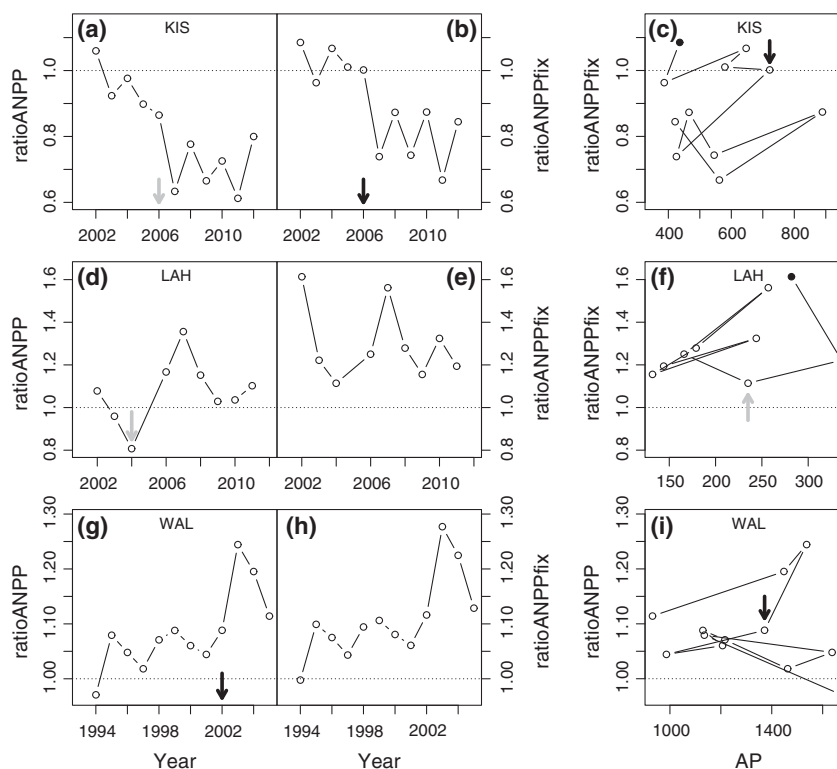 (a) KIS (b) (c) KIS
ratioANPP
1.0
0.8
0.6
2002 2006 2010
2002 2006 2010
ratioANPPfix
1.0
0.8
0.6
ratioANPPfix
1.0
0.8
0.6
400 600 800
(d) LAH (e) (f) LAH
ratioANPP
1.6
1.4
1.2
1.0
0.8
2002 2006 2010
2002 2006 2010
ratioANPPfix
1.6
1.4
1.2
1.0
0.8
ratioANPPfix
1.6
1.4
1.2
1.0
0.8
150 200 250 300
(g) WAL (h) (i) WAL
ratioANPP
1.30
1.20
1.10
1.00
1994 1998 2002
Year
1994 1998 2002
Year
ratioANPPfix
1.30
1.20
1.10
1.00
ratioANPP
1.30
1.20
1.10
1.00
1000 1400
AP